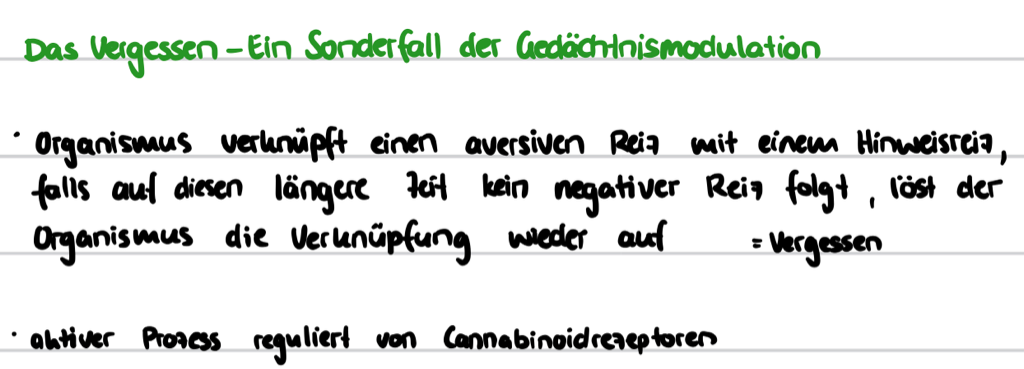 Das Vergessen – Ein Sonderfall der Gedächtnismodulation
· Organismus verknüpft einen aversiven Reiz mit einem Hinweisreiz,
falls auf diesen längere Zeit kein negativer Reiz folgt, löst der
Organismus die Verknüpfung wieder auf = Vergessen
· aktiver Prozess reguliert von Cannabinoidrezeptoren